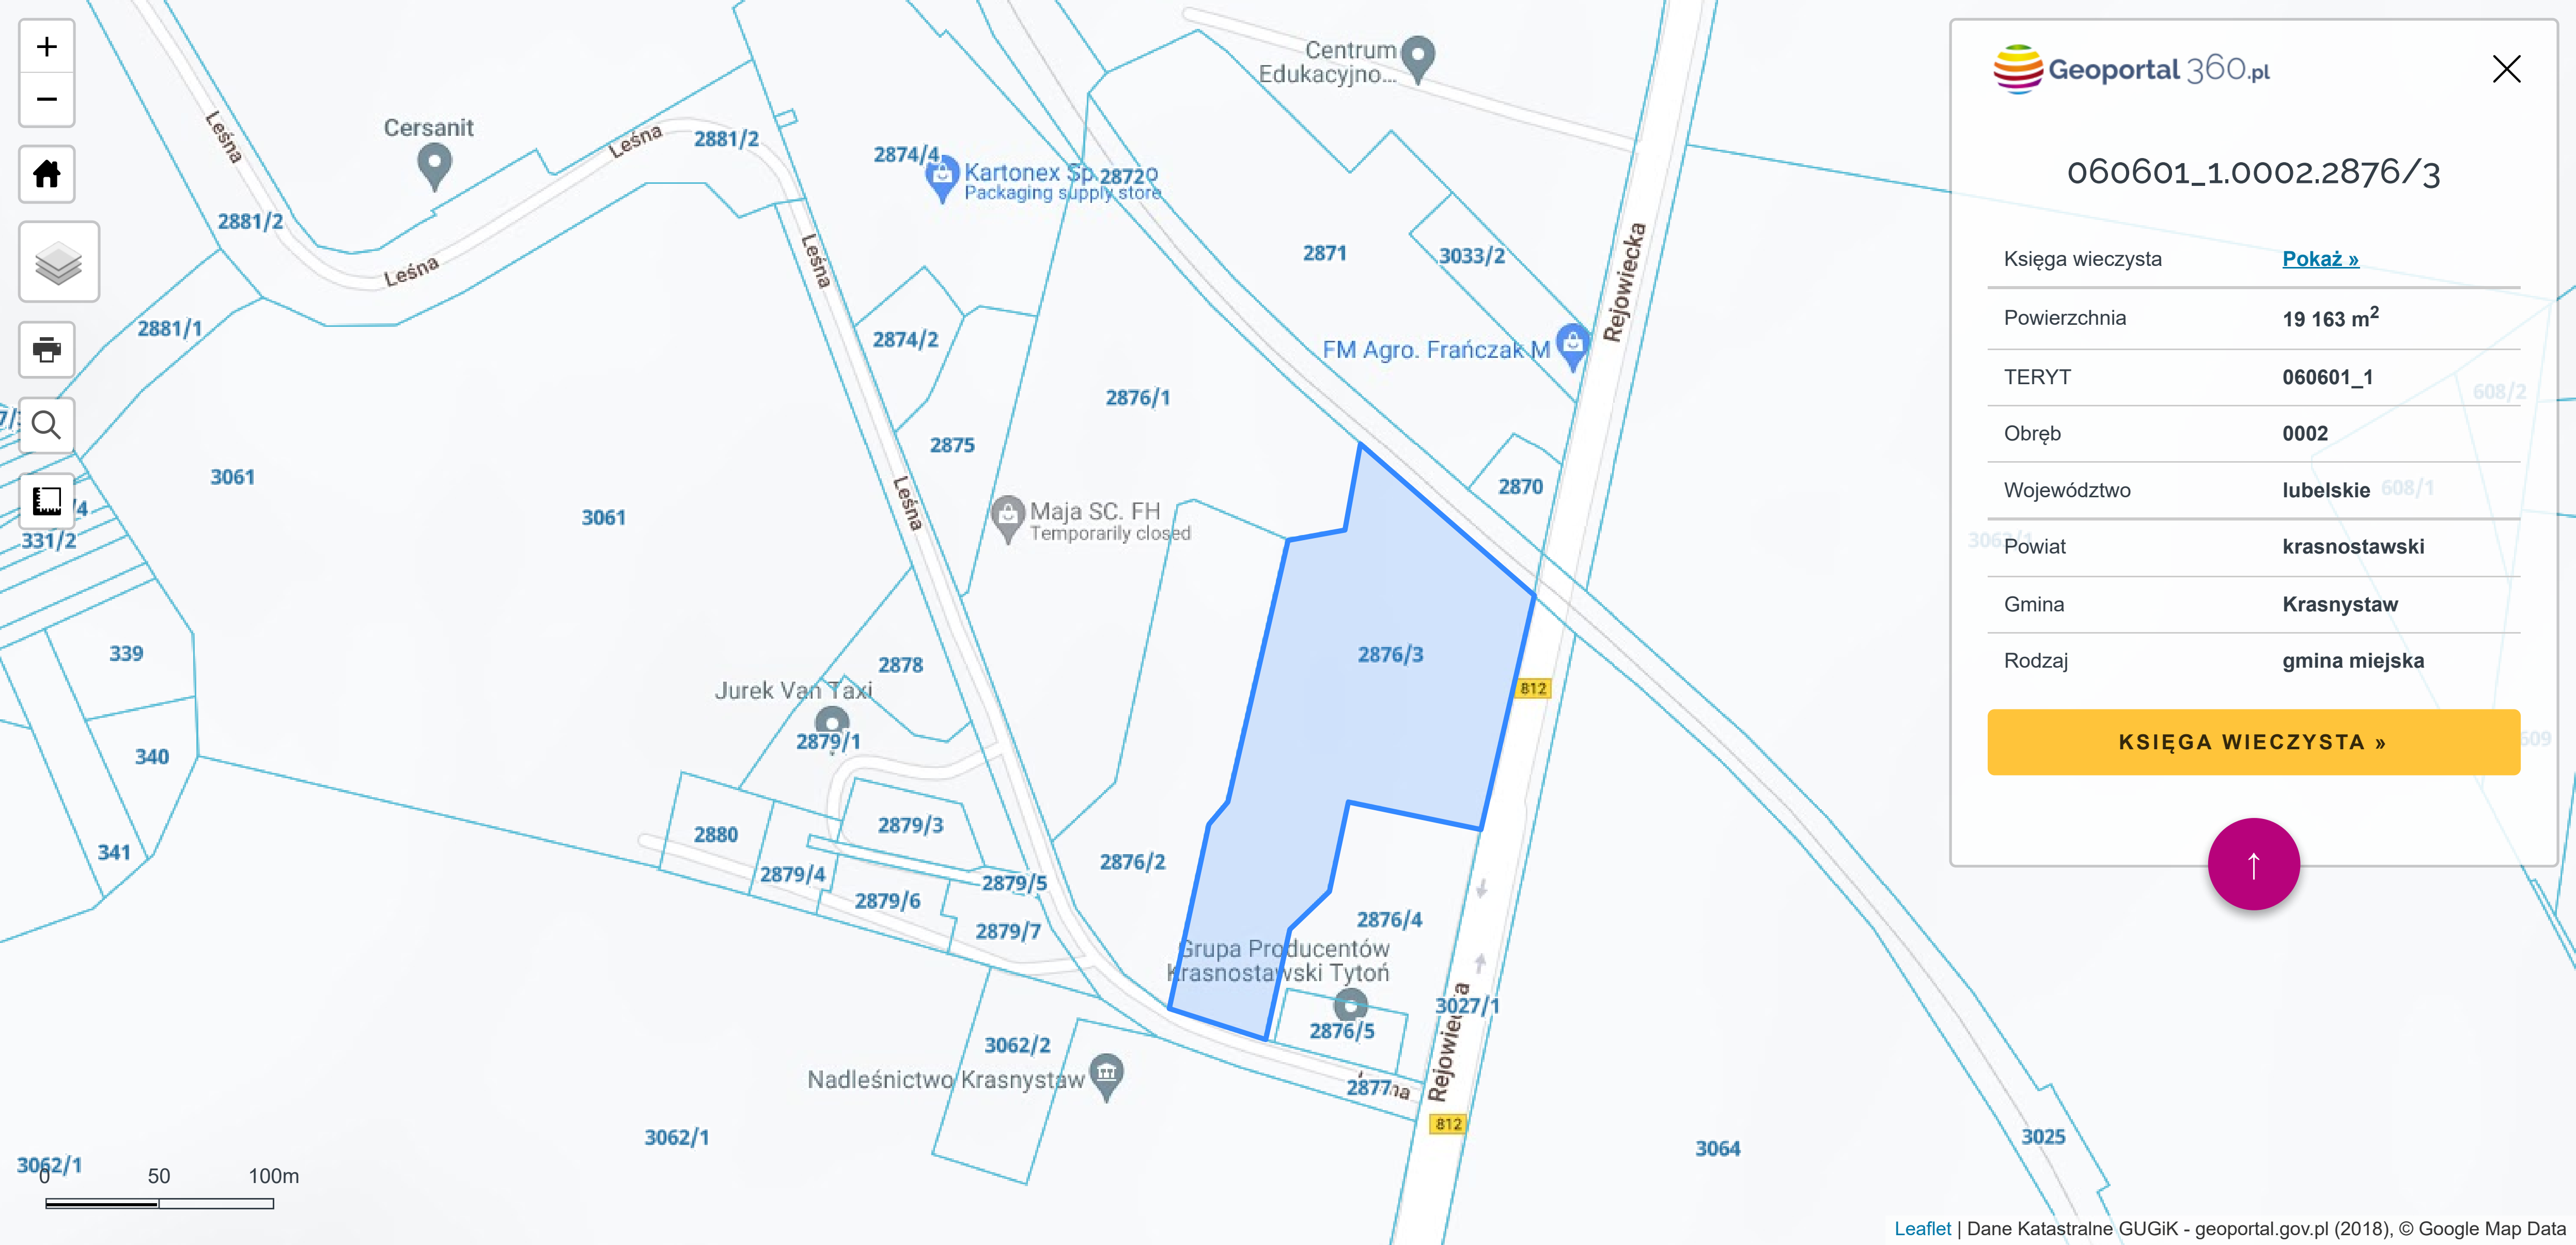 +
−
Leśna
2881/2
2881/1
Cersanit
Leśna
Leśna
2881/2
2874/4
Kartonex Sp.
2872
Packaging supply store
Centrum
Edukacyjno...
2871
3033/2
Rejowiecka
FM Agro. Frańczak M
2870
Leśna
2874/2
2875
2876/1
Leśna
Maja SC. FH
Temporarily closed
3061
3061
331/2
339
340
341
2878
Jurek Van Taxi
2879/1
2880
2879/3
2879/4
2879/5
2879/6
2879/7
2876/2
2876/3
812
2876/4
Grupa Producentów
Krasnostawski Tytoń
2876/5
3027/1
Rejowiecka
2877
812
3062/2
Nadleśnictwo Krasnystaw
3062/1
3062/1
3064
3025
0 50 100m
Geoportal 360.pl
060601_1.0002.2876/3
Księga wieczysta Pokaż »
Powierzchnia 19 163 m²
TERYT 060601_1
Obręb 0002
Województwo lubelskie
Powiat krasnostawski
Gmina Krasnystaw
Rodzaj gmina miejska
KSIĘGA WIECZYSTA »
↑
608/2
608/1
609
Leaflet | Dane Katastralne GUGiK - geoportal.gov.pl (2018), © Google Map Data